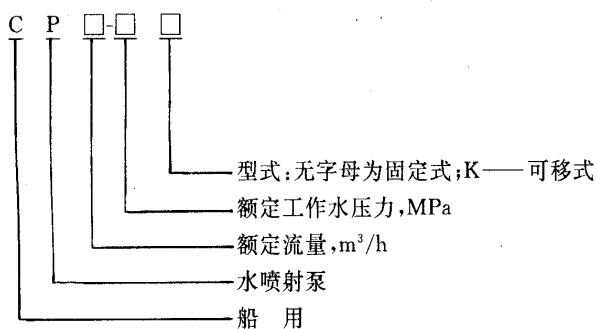 C P □-□ □
型式:无字母为固定式;K——可移式
额定工作水压力,MPa
额定流量,m³/h
水喷射泵
船 用